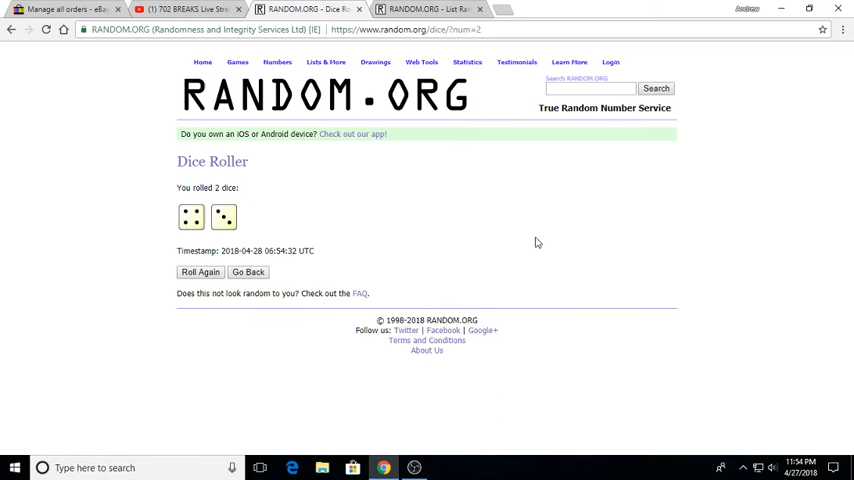 Manage all orders - eBay
(1) 702 BREAKS Live Stre
RANDOM.ORG - Dice Ro
RANDOM.ORG - List Ran
Andrew
RANDOM.ORG (Randomness and Integrity Services Ltd) [IE] https://www.random.org/dice/?num=2
Home Games Numbers Lists & More Drawings Web Tools Statistics Testimonials Learn More Login
Search RANDOM.ORG
Search
RANDOM.ORG
True Random Number Service
Do you own an iOS or Android device? Check out our app!
Dice Roller
You rolled 2 dice:
Timestamp: 2018-04-28 06:54:32 UTC
Roll Again Go Back
Does this not look random to you? Check out the FAQ.
© 1998-2018 RANDOM.ORG
Follow us: Twitter | Facebook | Google+
Terms and Conditions
About Us
Type here to search
11:54 PM
4/27/2018